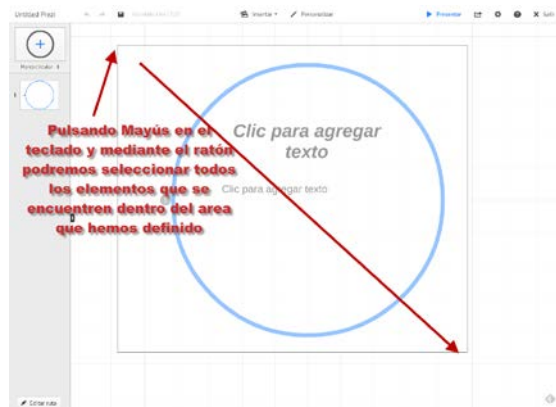 Untitled Prezi
Insertar
Personalizar
Presentar
Salir
Clic para agregar
texto
Clic para agregar texto
Pulsando Mayús en el
teclado y mediante el ratón
podremos seleccionar todos
los elementos que se
encuentren dentro del area
que hemos definido
Editar ruta